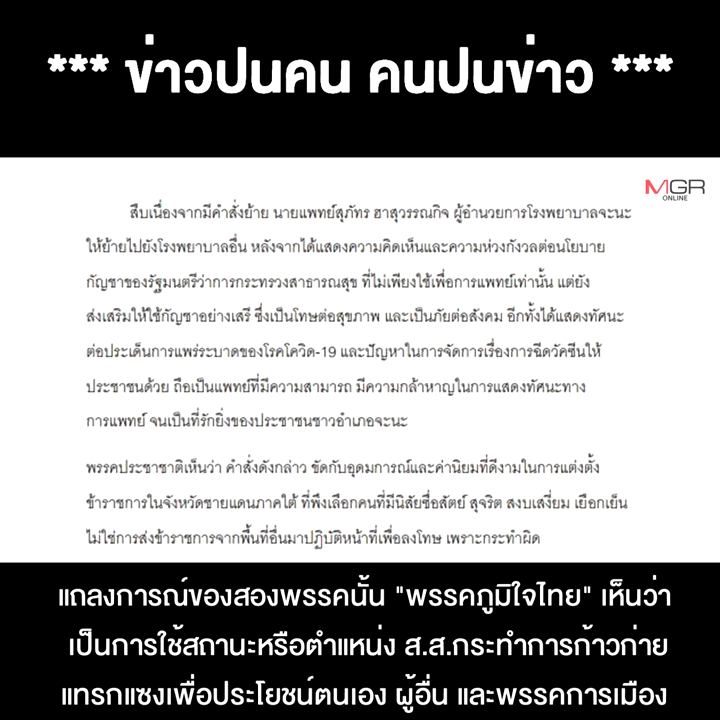 *** ข่าวปนคน คนปนข่าว ***
MGR
ONLINE
สืบเนื่องจากมีคำสั่งย้าย นายแพทย์สุภัทร ฮาสุวรรณกิจ ผู้อำนวยการโรงพยาบาลจะนะ
ให้ย้ายไปยังโรงพยาบาลอื่น หลังจากได้แสดงความคิดเห็นและความห่วงกังวลต่อนโยบาย
กัญชาของรัฐมนตรีว่าการกระทรวงสาธารณสุข ที่ไม่เพียงใช้เพื่อการแพทย์เท่านั้น แต่ยัง
ส่งเสริมให้ใช้กัญชาอย่างเสรี ซึ่งเป็นโทษต่อสุขภาพ และเป็นภัยต่อสังคม อีกทั้งได้แสดงทัศนะ
ต่อประเด็นการแพร่ระบาดของโรคโควิด-19 และปัญหาในการจัดการเรื่องการฉีดวัคซีนให้
ประชาชนด้วย ถือเป็นแพทย์ที่มีความสามารถ มีความกล้าหาญในการแสดงทัศนะทาง
การแพทย์ จนเป็นที่รักยิ่งของประชาชนชาวอำเภอจะนะ
พรรคประชาชาติเห็นว่า คำสั่งดังกล่าว ขัดกับอุดมการณ์และค่านิยมที่ดีงามในการแต่งตั้ง
ข้าราชการในจังหวัดชายแดนภาคใต้ ที่พึงเลือกคนที่มีนิสัยซื่อสัตย์ สุจริต สงบเสงี่ยม เยือกเย็น
ไม่ใช่การส่งข้าราชการจากพื้นที่อื่นมาปฏิบัติหน้าที่เพื่อลงโทษ เพราะกระทำผิด
แถลงการณ์ของสองพรรคนั้น "พรรคภูมิใจไทย" เห็นว่า
เป็นการใช้สถานะหรือตำแหน่ง ส.ส.กระทำการก้าวก่าย
แทรกแซงเพื่อประโยชน์ตนเอง ผู้อื่น และพรรคการเมือง